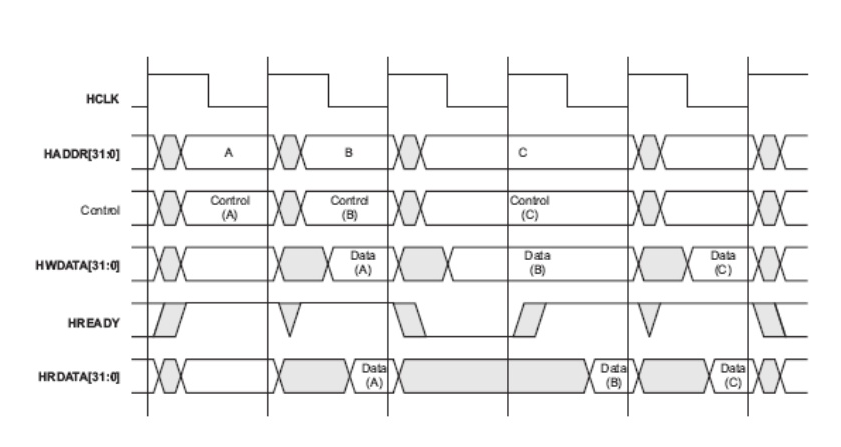 HCLK
HADDR[31:0]
A
B
C
Control
Control
(A)
Control
(B)
Control
(C)
HWDATA[31:0]
Data
(A)
Data
(B)
Data
(C)
HREADY
HRDATA[31:0]
Data
(A)
Data
(B)
Data
(C)